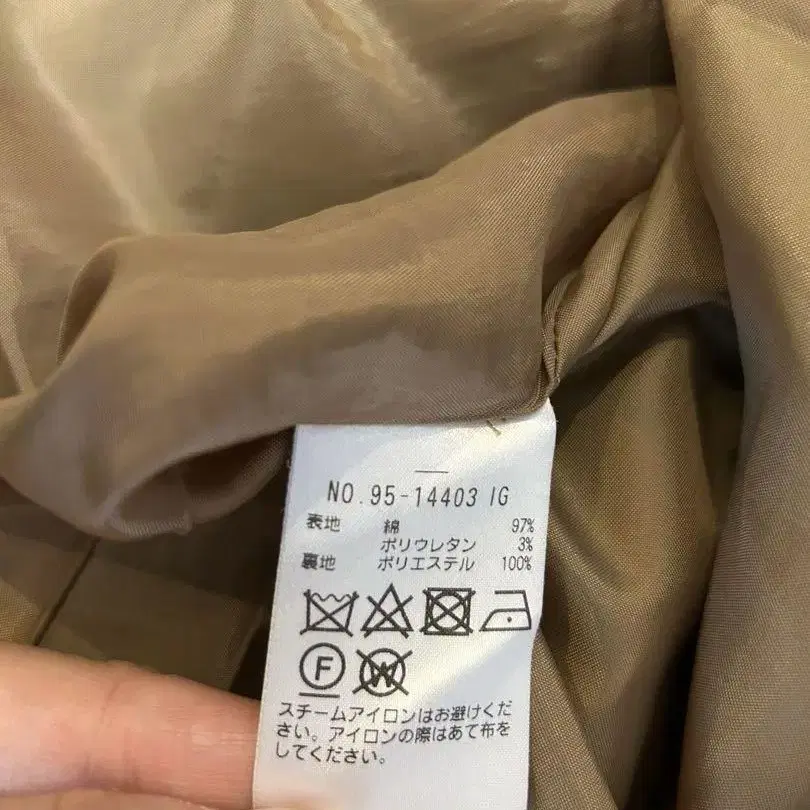 NO.95-14403 IG
表地 綿 97%
ポリウレタン 3%
裏地 ポリエステル 100%
F W
スチームアイロンはお避けくだ
さい。アイロンの際はあて布を
してください。